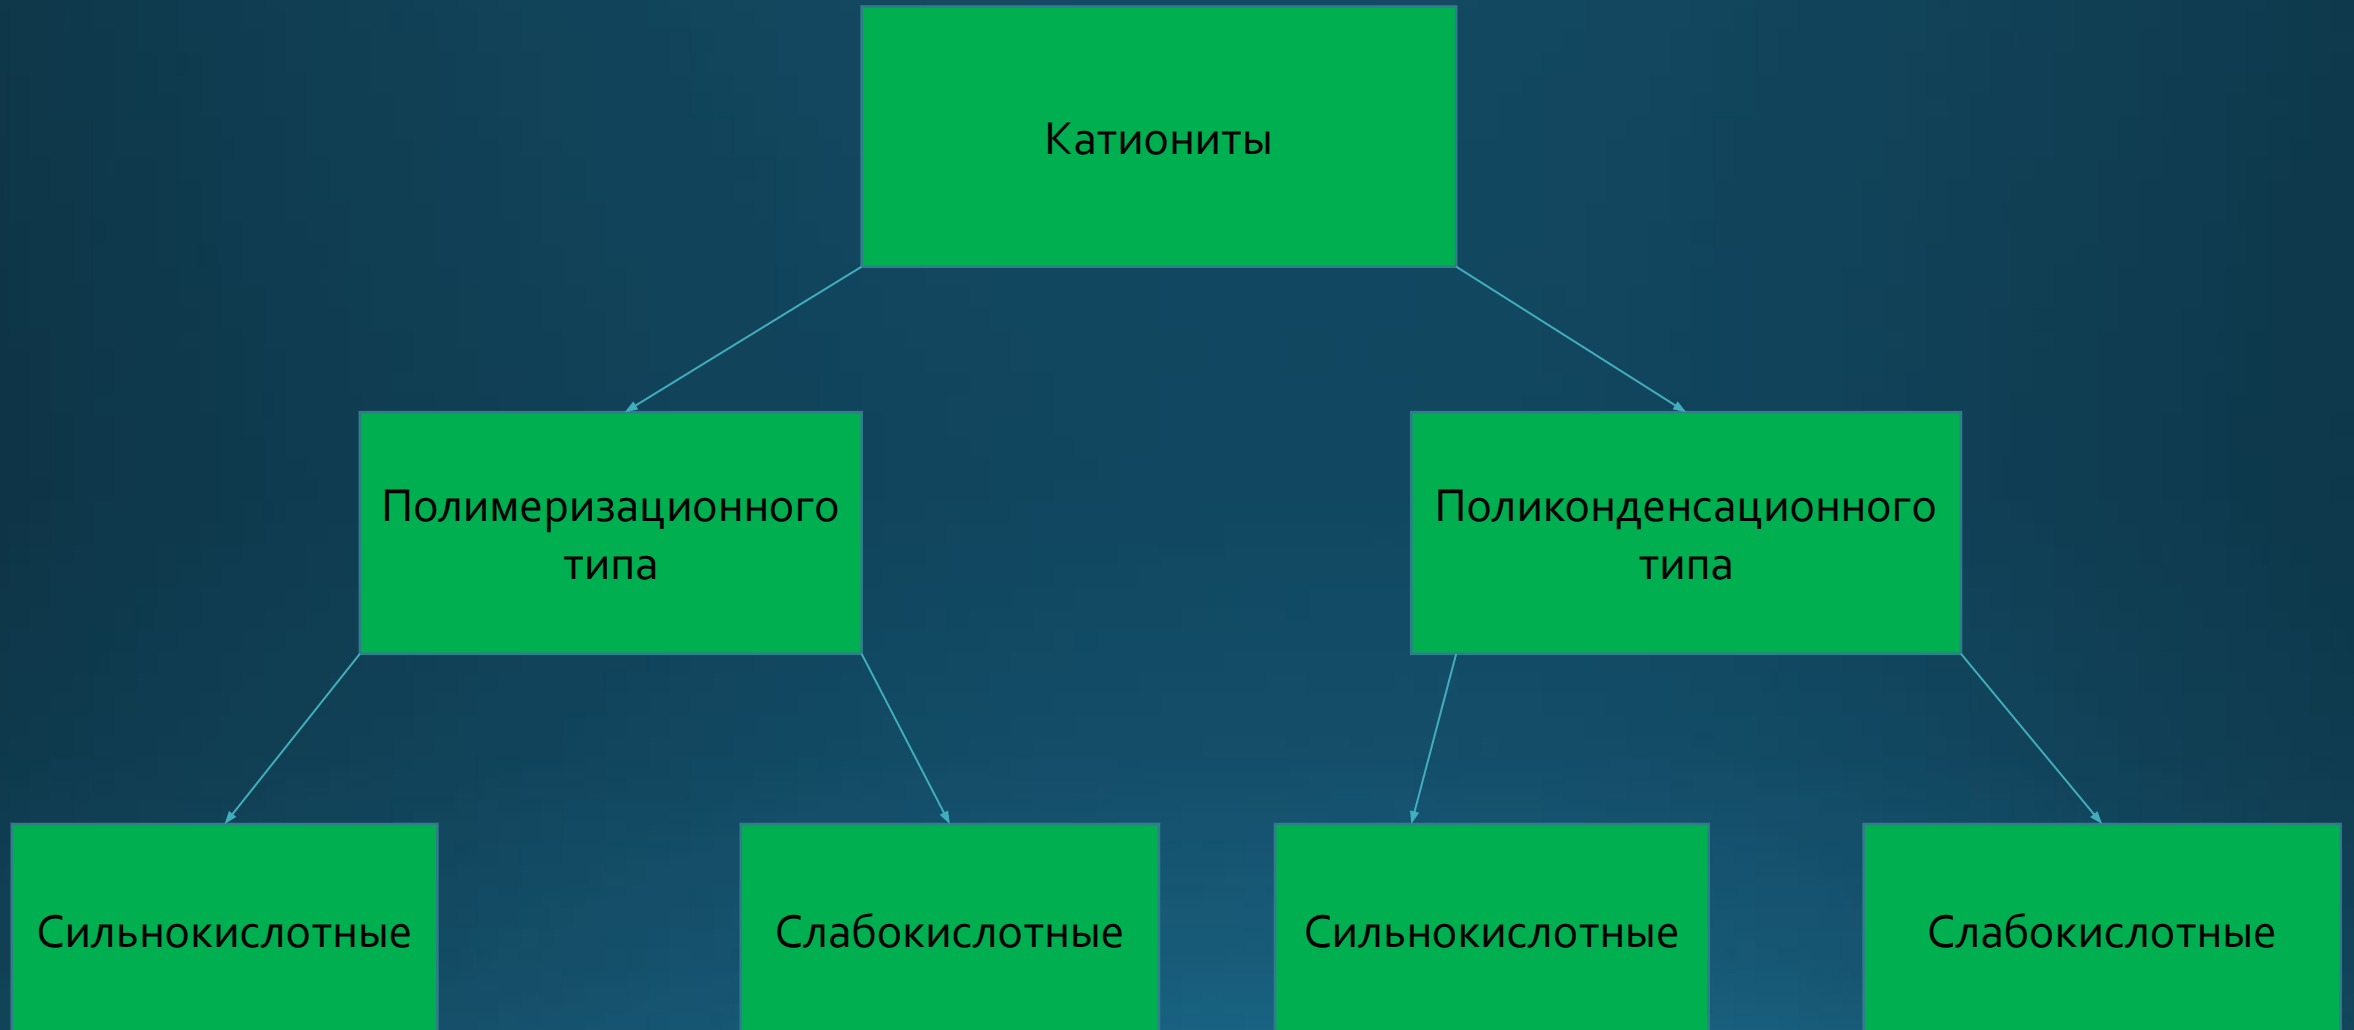 Катиониты
Полимеризационного
типа
Поликонденсационного
типа
Сильнокислотные
Слабокислотные
Сильнокислотные
Слабокислотные